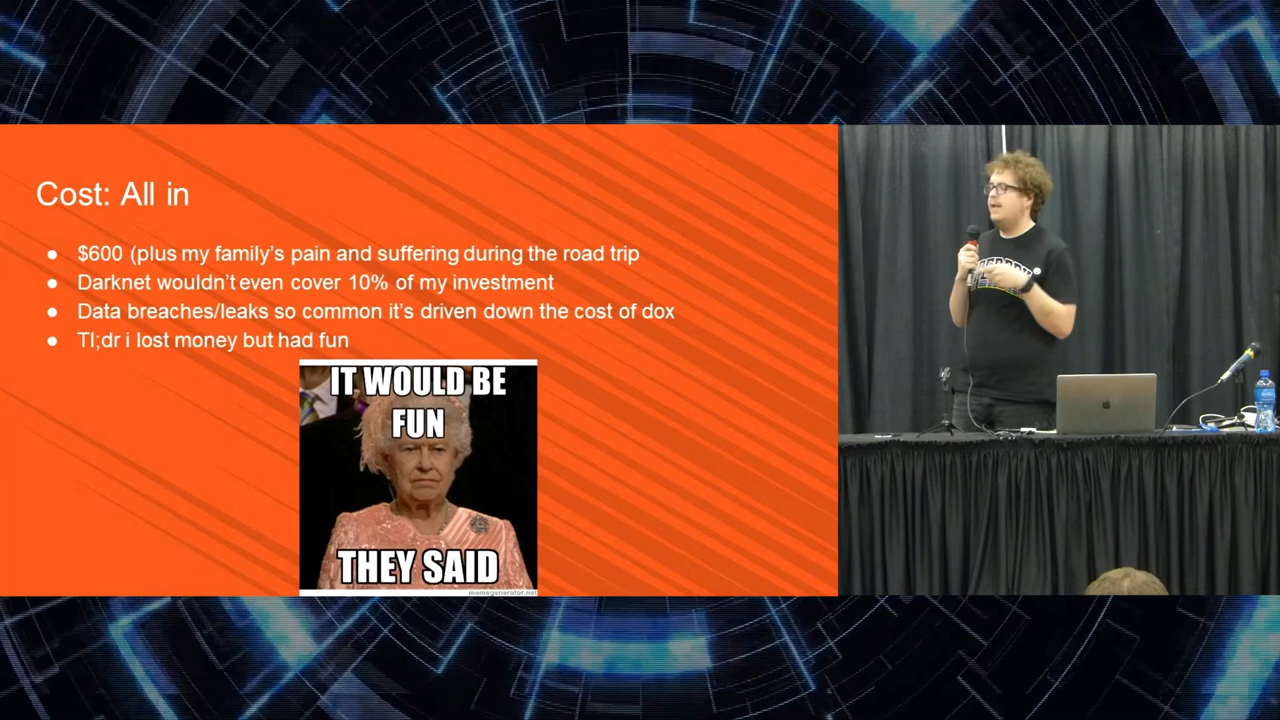 Cost: All in
● $600 (plus my family's pain and suffering during the road trip
● Darknet wouldn't even cover 10% of my investment
● Data breaches/leaks so common it's driven down the cost of dox
● Tl;dr i lost money but had fun
IT WOULD BE
FUN
THEY SAID
memegenerator.net